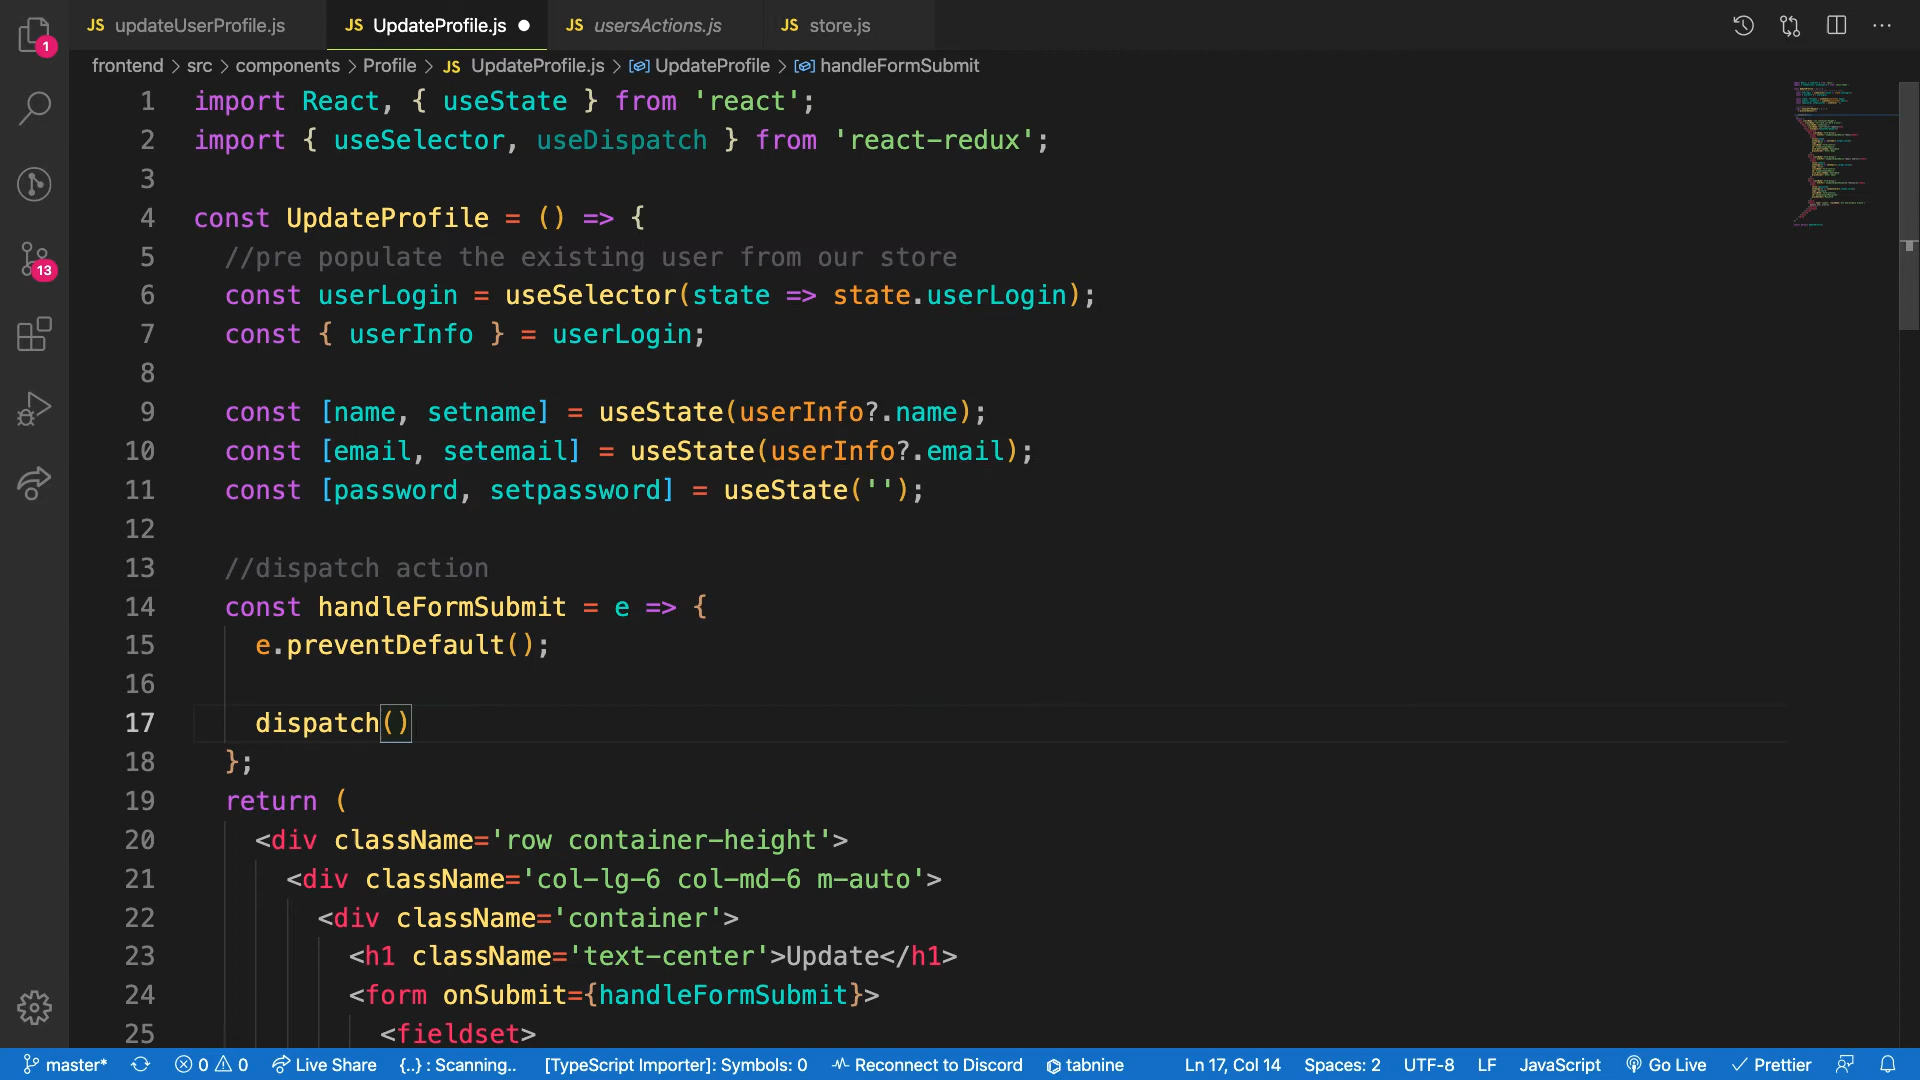 JS updateUserProfile.js JS UpdateProfile.js JS usersActions.js JS store.js
frontend > src > components > Profile > JS UpdateProfile.js > UpdateProfile > handleFormSubmit
1
13
1 import React, { useState } from 'react';
2 import { useSelector, useDispatch } from 'react-redux';
3
4 const UpdateProfile = () => {
5 //pre populate the existing user from our store
6 const userLogin = useSelector(state => state.userLogin);
7 const { userInfo } = userLogin;
8
9 const [name, setname] = useState(userInfo?.name);
10 const [email, setemail] = useState(userInfo?.email);
11 const [password, setpassword] = useState('');
12
13 //dispatch action
14 const handleFormSubmit = e => {
15 e.preventDefault();
16
17 dispatch()
18 };
19 return (
20 <div className='row container-height'>
21 <div className='col-lg-6 col-md-6 m-auto'>
22 <div className='container'>
23 <h1 className='text-center'>Update</h1>
24 <form onSubmit={handleFormSubmit}>
25 <fieldset>
master* 0 0 Live Share {..} : Scanning.. [TypeScript Importer]: Symbols: 0 Reconnect to Discord tabnine Ln 17, Col 14 Spaces: 2 UTF-8 LF JavaScript Go Live Prettier